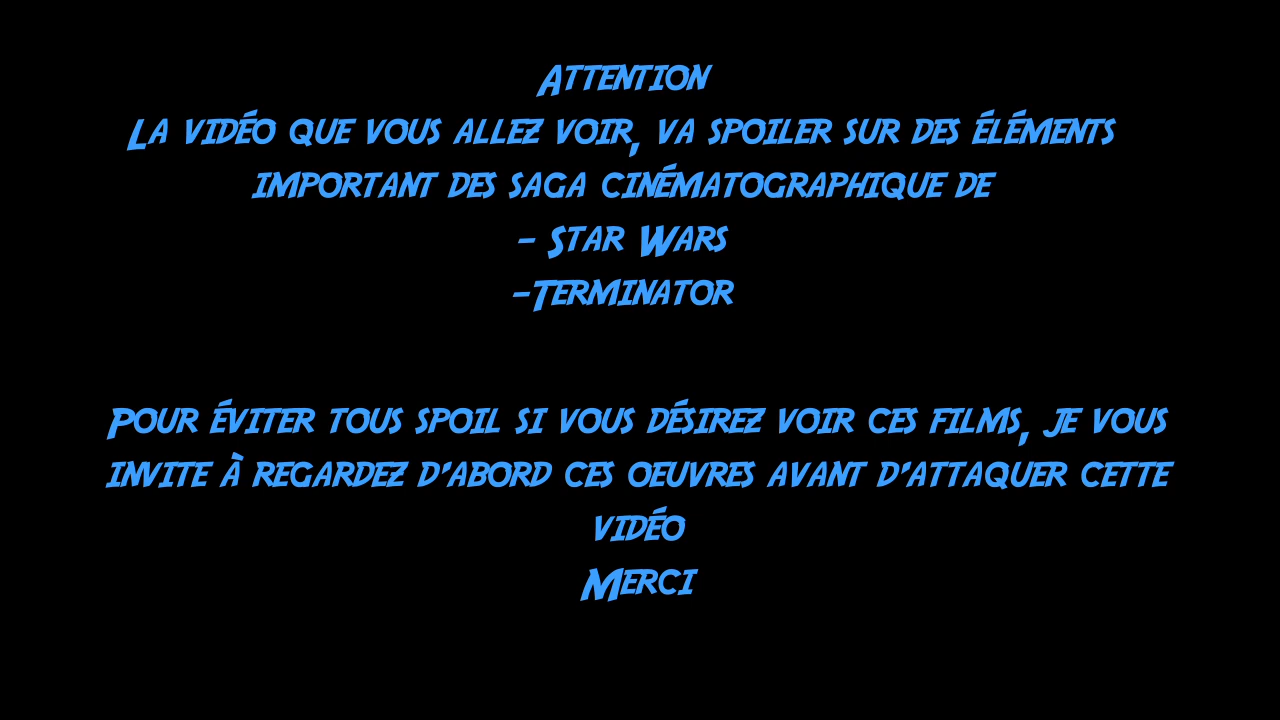 Attention
La vidéo que vous allez voir, va spoiler sur des éléments
important des saga cinématographique de
- Star Wars
-Terminator
Pour éviter tous spoil si vous désirez voir ces films, je vous
invite à regardez d'abord ces oeuvres avant d'attaquer cette
vidéo
Merci